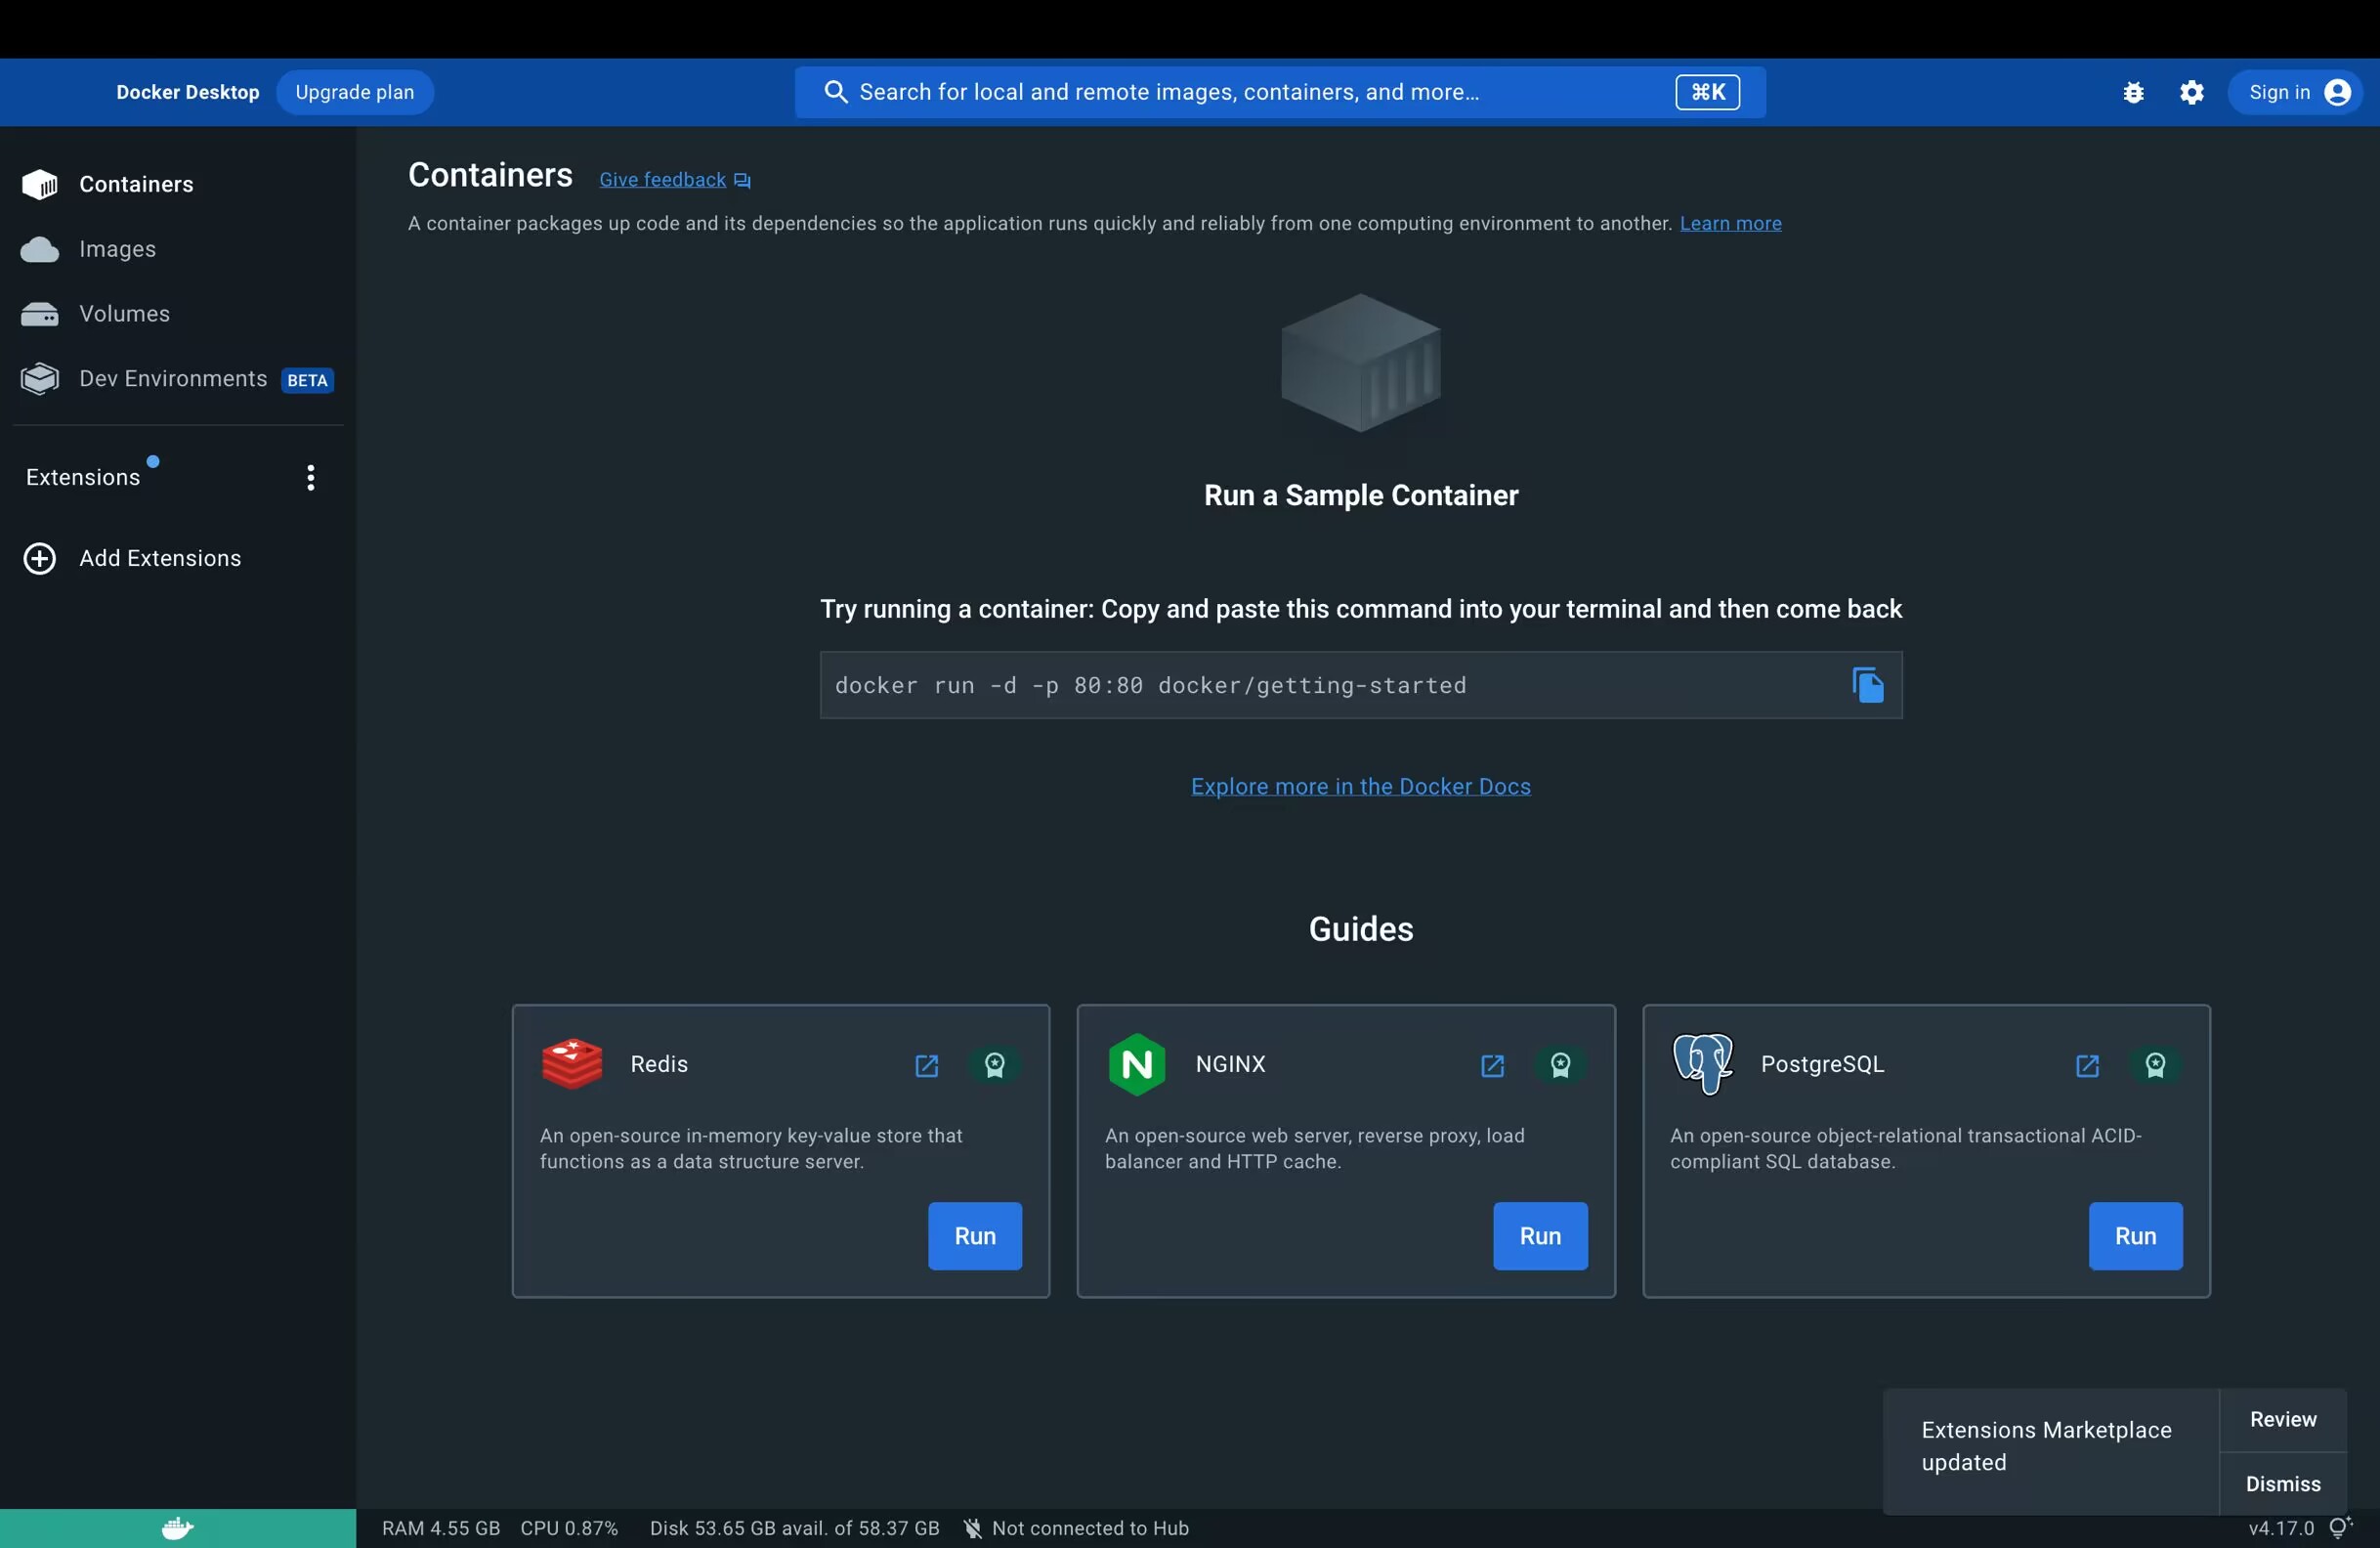 Docker Desktop
Upgrade plan
Search for local and remote images, containers, and more...
⌘K
Sign in
Containers
Images
Volumes
Dev Environments BETA
Extensions
Add Extensions
Containers Give feedback
A container packages up code and its dependencies so the application runs quickly and reliably from one computing environment to another. Learn more
Run a Sample Container
Try running a container: Copy and paste this command into your terminal and then come back
docker run -d -p 80:80 docker/getting-started
Explore more in the Docker Docs
Guides
Redis
An open-source in-memory key-value store that
functions as a data structure server.
Run
NGINX
An open-source web server, reverse proxy, load
balancer and HTTP cache.
Run
PostgreSQL
An open-source object-relational transactional ACID-
compliant SQL database.
Run
Extensions Marketplace
updated
Review
Dismiss
RAM 4.55 GB CPU 0.87% Disk 53.65 GB avail. of 58.37 GB Not connected to Hub
v4.17.0